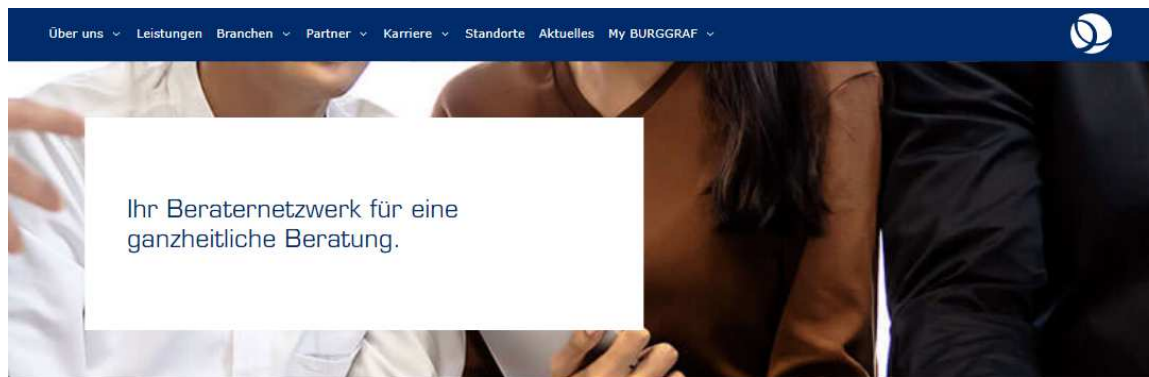 Über uns Leistungen Branchen Partner Karriere Standorte Aktuelles My BURGGRAF
Ihr Beraternetzwerk für eine
ganzheitliche Beratung.